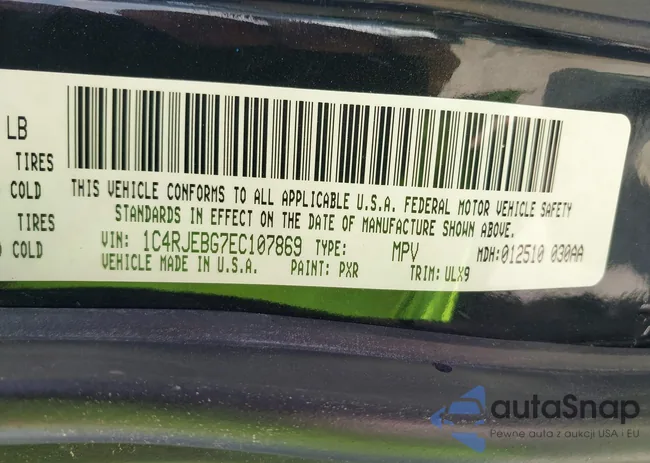 LB
TIRES
COLD
TIRES
COLD
THIS VEHICLE CONFORMS TO ALL APPLICABLE U.S.A. FEDERAL MOTOR VEHICLE SAFETY
STANDARDS IN EFFECT ON THE DATE OF MANUFACTURE SHOWN ABOVE.
VIN: 1C4RJEBG7EC107869 TYPE: MPV MDH:012510 030AA
VEHICLE MADE IN U.S.A. PAINT: PXR TRIM: ULX9
autaSnap
Pewne auta z aukcji USA i EU